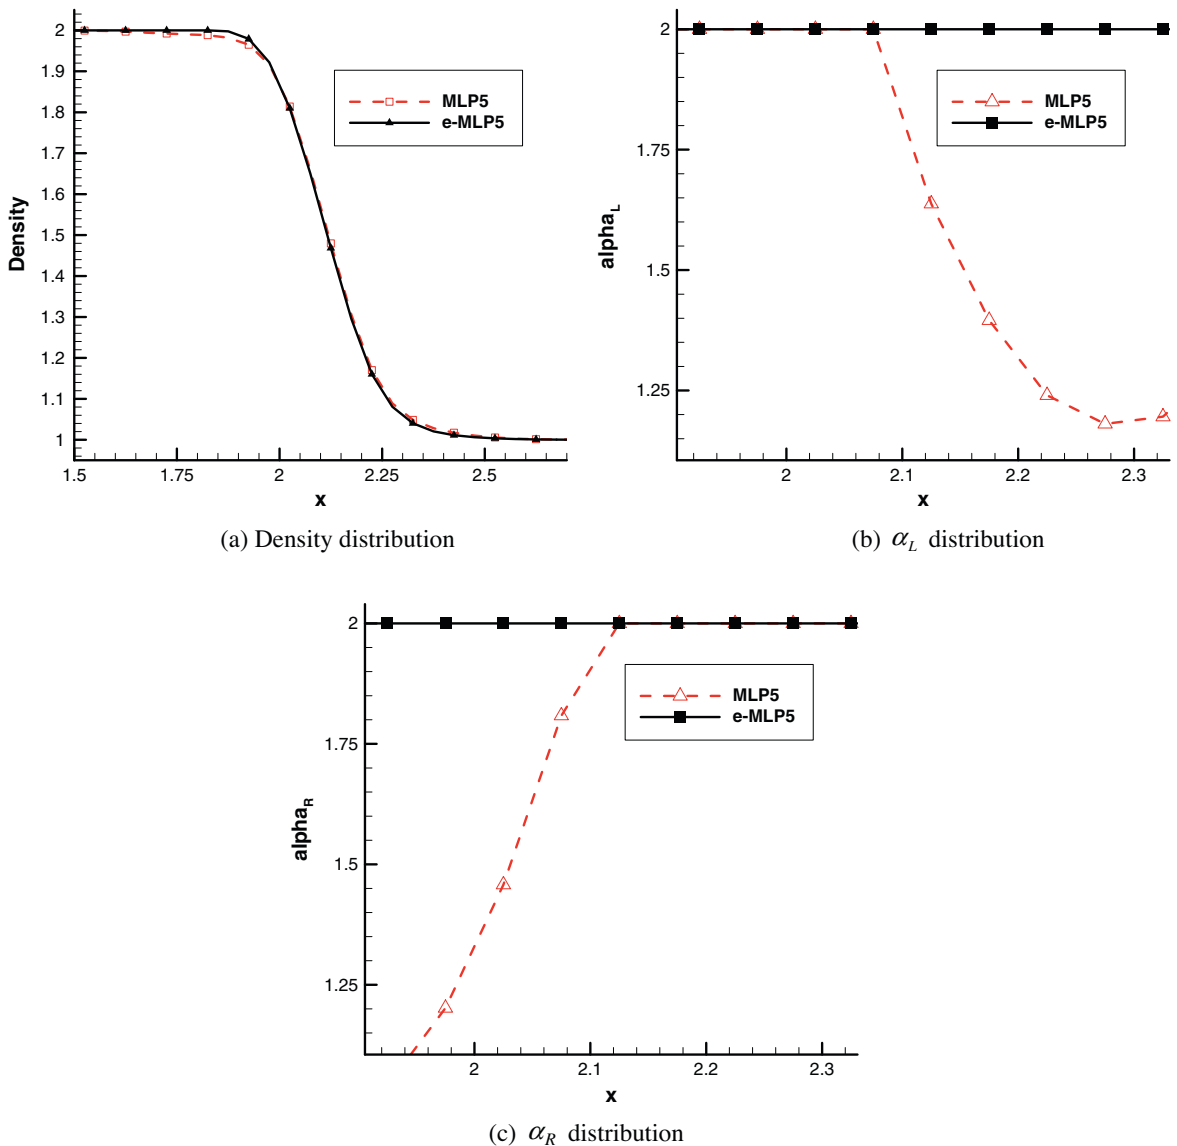 2
1.9
1.8
1.7
1.6
1.5
1.4
1.3
1.2
1.1
1
Density
1.5
1.75
2
2.25
2.5
x
MLP5
e-MLP5
(a) Density distribution
2
1.75
1.5
1.25
alpha_L
2
2.1
2.2
2.3
x
MLP5
e-MLP5
(b) α_L distribution
2
1.75
1.5
1.25
alpha_R
2
2.1
2.2
2.3
x
MLP5
e-MLP5
(c) α_R distribution